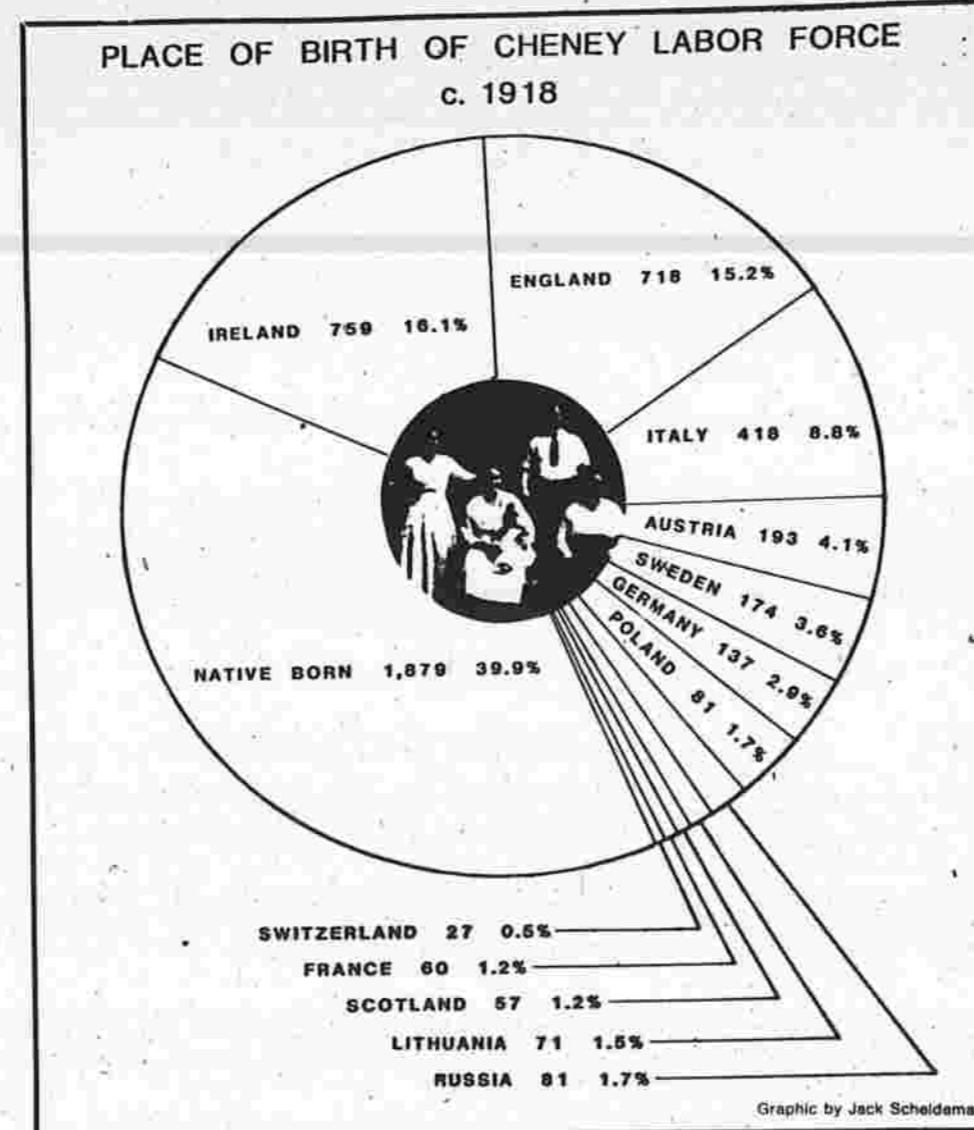 PLACE OF BIRTH OF CHENEY LABOR FORCE
c. 1918
ENGLAND 718 15.2%
IRELAND 759 16.1%
ITALY 418 8.8%
AUSTRIA 193 4.1%
SWEDEN 174 3.6%
GERMANY 137 2.9%
POLAND 81 1.7%
NATIVE BORN 1,879 39.9%
SWITZERLAND 27 0.5%
FRANCE 60 1.2%
SCOTLAND 57 1.2%
LITHUANIA 71 1.5%
RUSSIA 81 1.7%
Graphic by Jack Scheidema